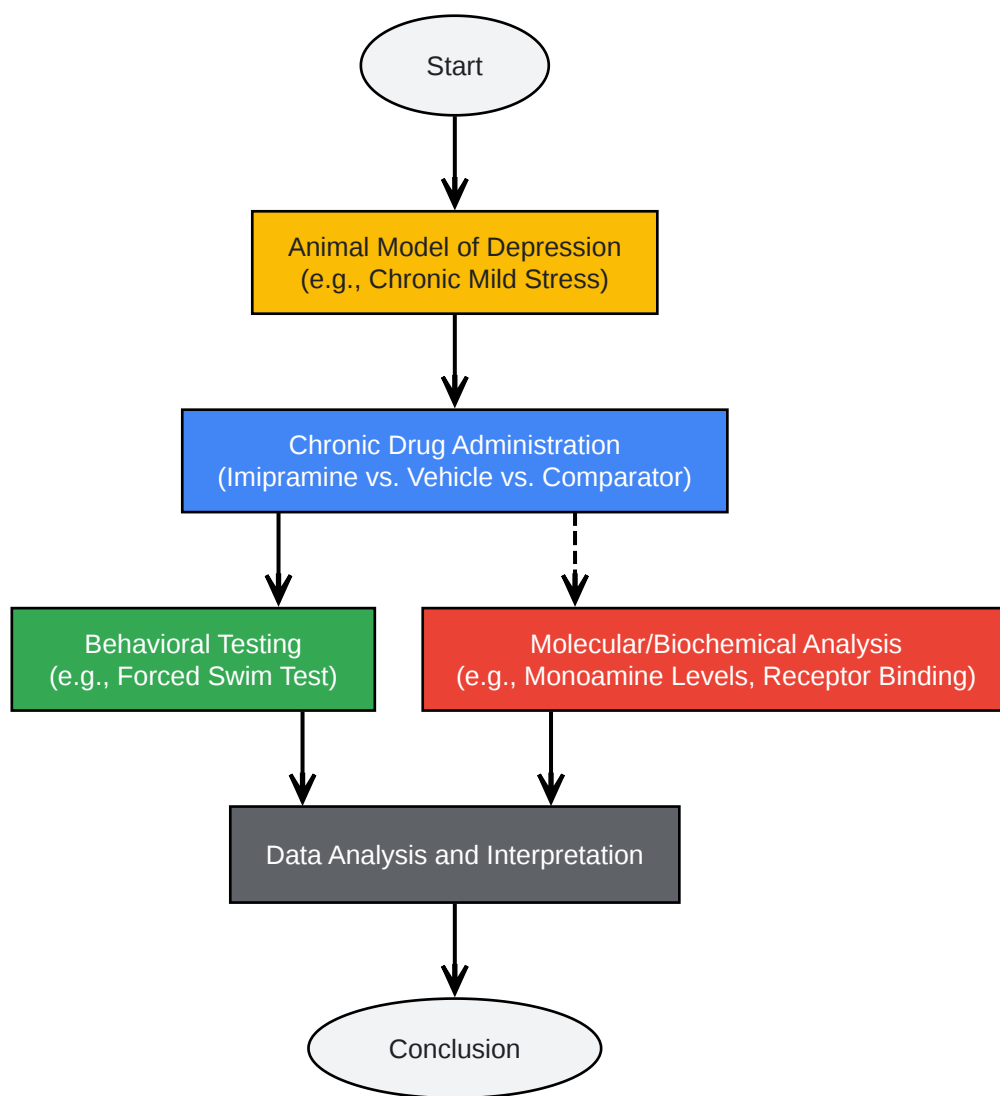 Start
Animal Model of Depression
(e.g., Chronic Mild Stress)
Chronic Drug Administration
(Imipramine vs. Vehicle vs. Comparator)
Behavioral Testing
(e.g., Forced Swim Test)
Molecular/Biochemical Analysis
(e.g., Monoamine Levels, Receptor Binding)
Data Analysis and Interpretation
Conclusion